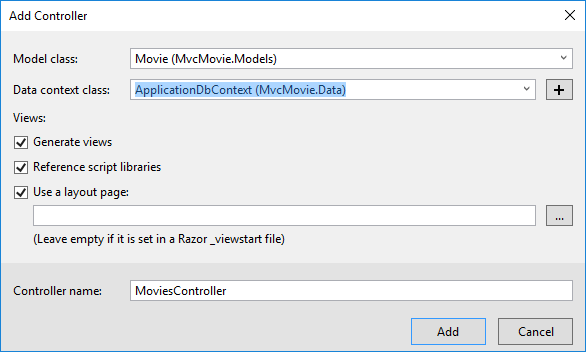 Add Controller
Model class: Movie (MvcMovie.Models)
Data context class: ApplicationDbContext (MvcMovie.Data) +
Views:
Generate views
Reference script libraries
Use a layout page:
...
(Leave empty if it is set in a Razor _viewstart file)
Controller name: MoviesController
Add Cancel